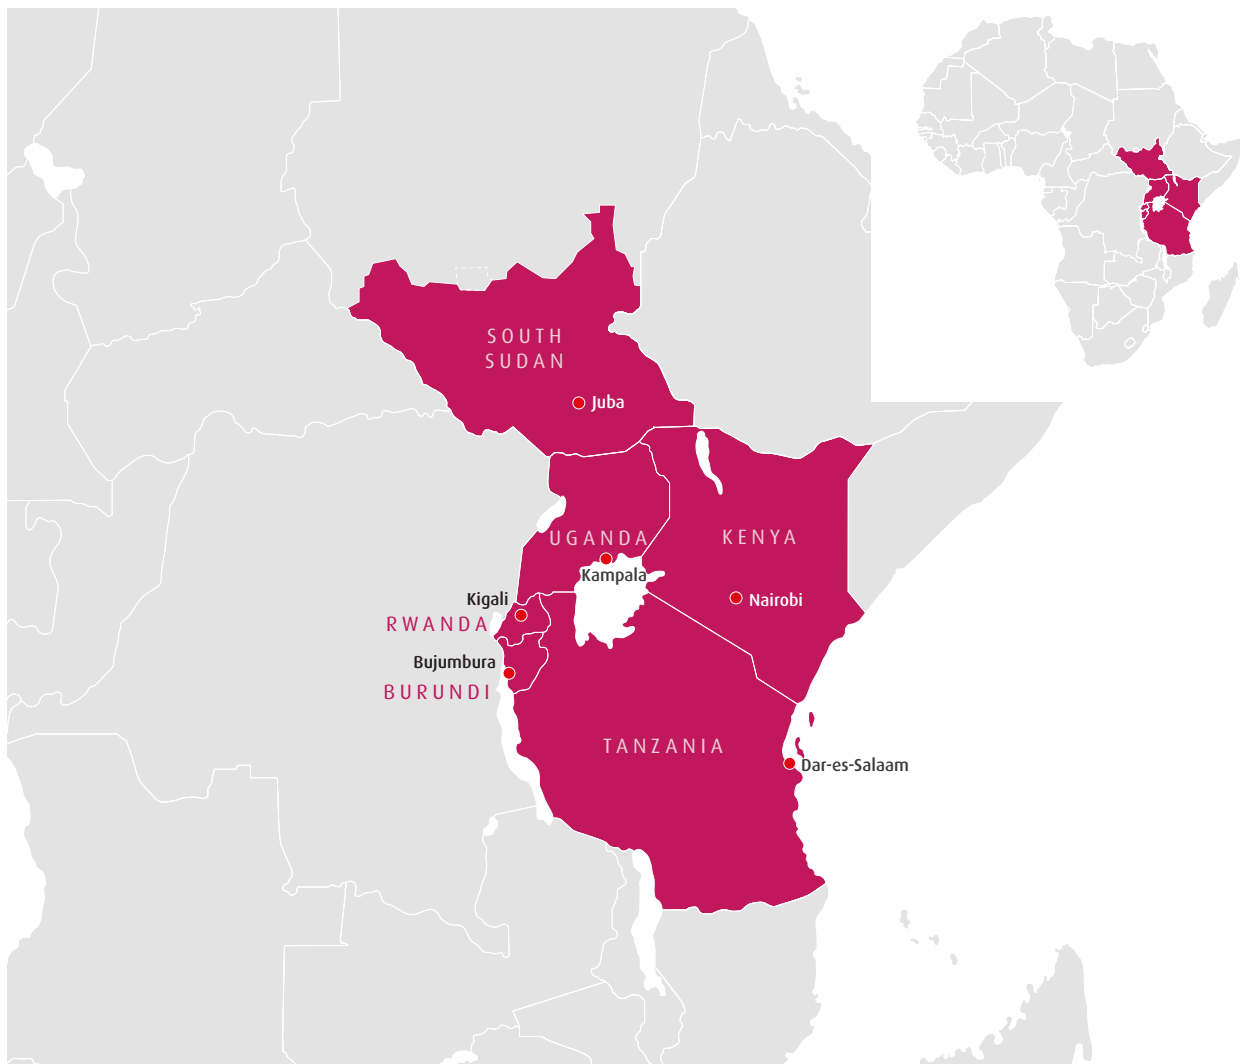 SOUTH
SUDAN
Juba
UGANDA
KENYA
Kampala
Kigali
Nairobi
RWANDA
Bujumbura
BURUNDI
TANZANIA
Dar-es-Salaam